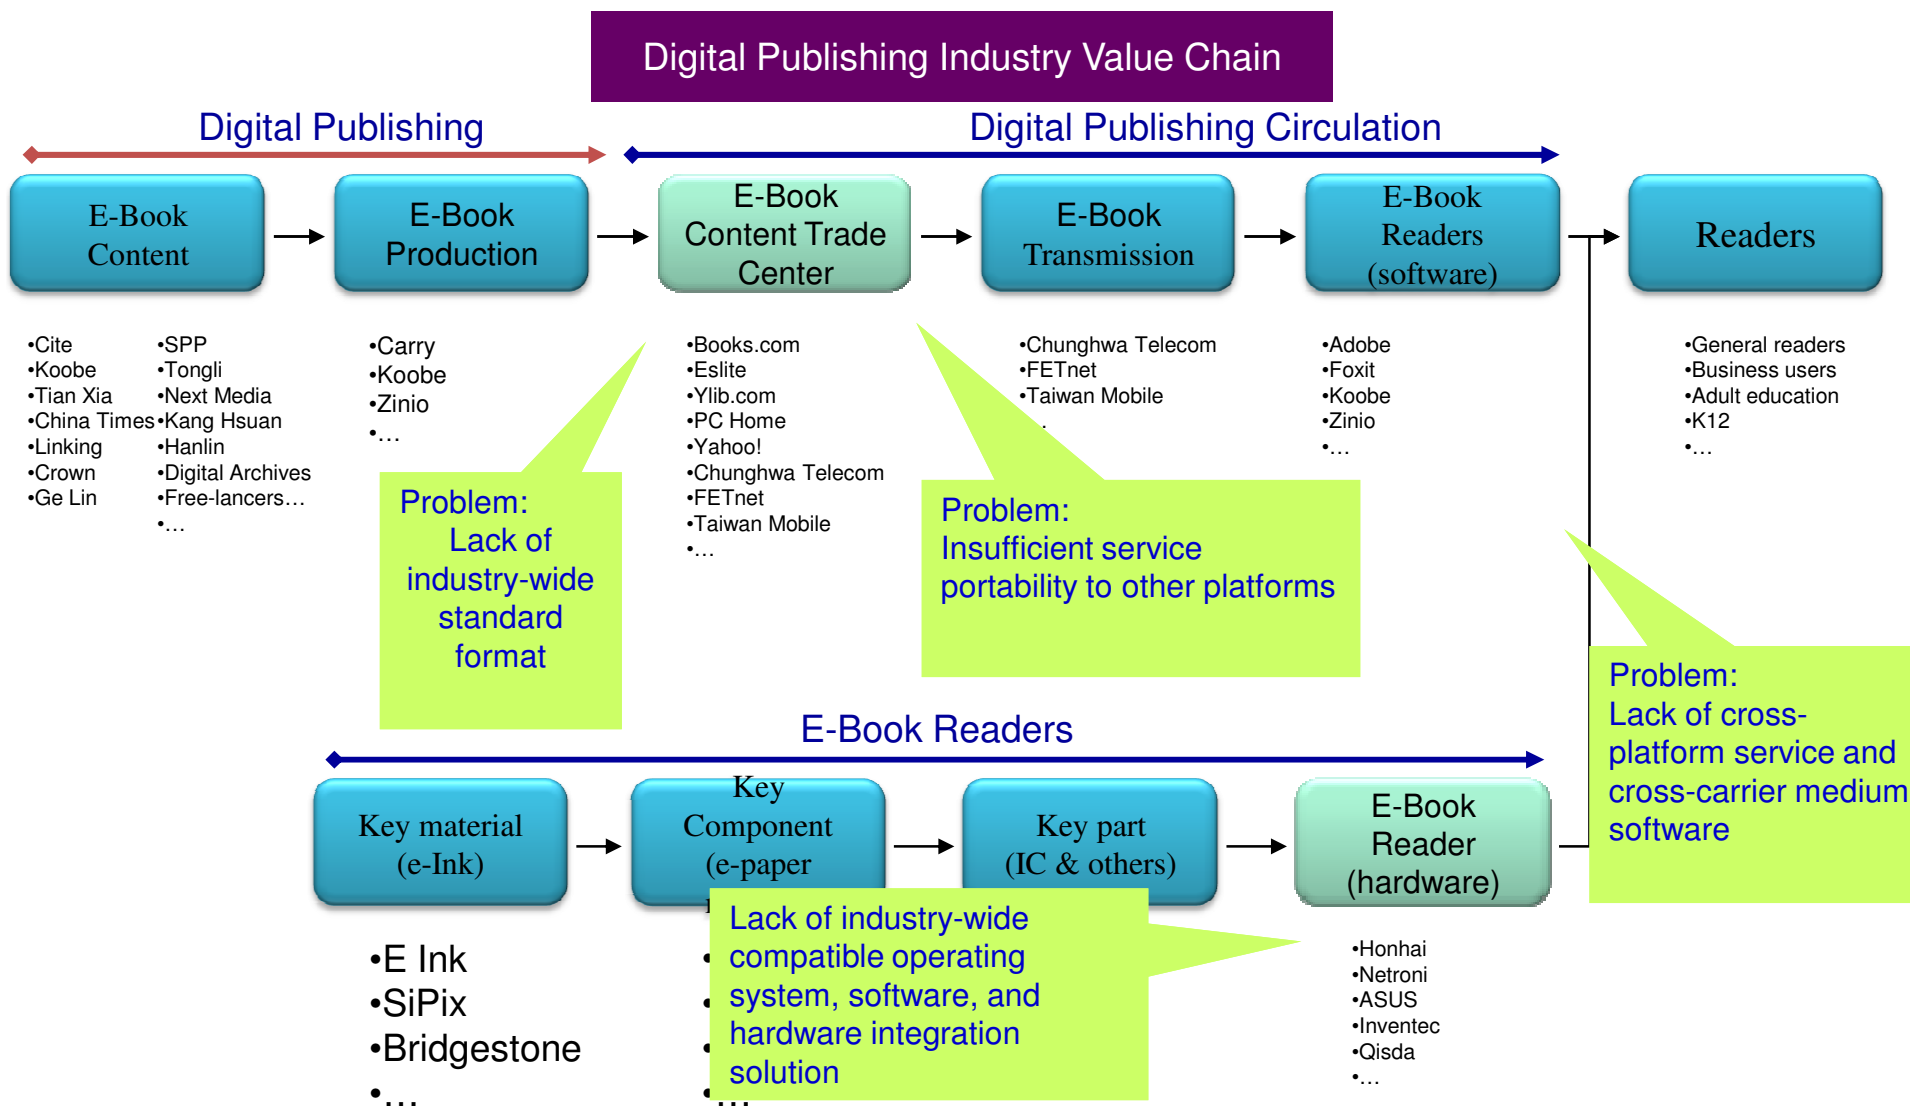 Digital Publishing Industry Value Chain
Digital Publishing
Digital Publishing Circulation
E-Book
Content
E-Book
Production
E-Book
Content Trade
Center
E-Book
Transmission
E-Book
Readers
(software)
Readers
•Cite
•Koobe
•Tian Xia
•China Times
•Linking
•Crown
•Ge Lin
•SPP
•Tongli
•Next Media
•Kang Hsuan
•Hanlin
•Digital Archives
•Free-lancers…
•…
•Carry
•Koobe
•Zinio
•…
•Books.com
•Eslite
•Ylib.com
•PC Home
•Yahoo!
•Chunghwa Telecom
•FETnet
•Taiwan Mobile
•…
•Chunghwa Telecom
•FETnet
•Taiwan Mobile
•Adobe
•Foxit
•Koobe
•Zinio
•…
•General readers
•Business users
•Adult education
•K12
•…
Problem:
Lack of
industry-wide
standard
format
Problem:
Insufficient service
portability to other platforms
Problem:
Lack of cross-
platform service and
cross-carrier medium
software
E-Book Readers
Key material
(e-Ink)
Key
Component
(e-paper
Key part
(IC & others)
E-Book
Reader
(hardware)
•E Ink
•SiPix
•Bridgestone
•…
•…
Lack of industry-wide
compatible operating
system, software, and
hardware integration
solution
•Honhai
•Netroni
•ASUS
•Inventec
•Qisda
•…